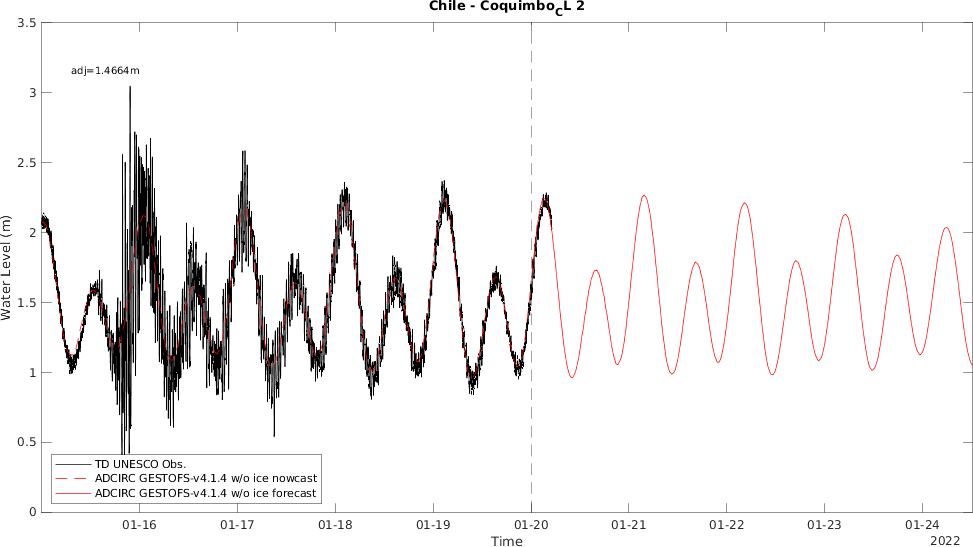 Chile - Coquimbo_CL 2
adj=1.4664m
Water Level (m)
3.5
3
2.5
2
1.5
1
0.5
0
TD UNESCO Obs.
ADCIRC GESTOFS-v4.1.4 w/o ice nowcast
ADCIRC GESTOFS-v4.1.4 w/o ice forecast
01-16 01-17 01-18 01-19 01-20 01-21 01-22 01-23 01-24
Time
2022